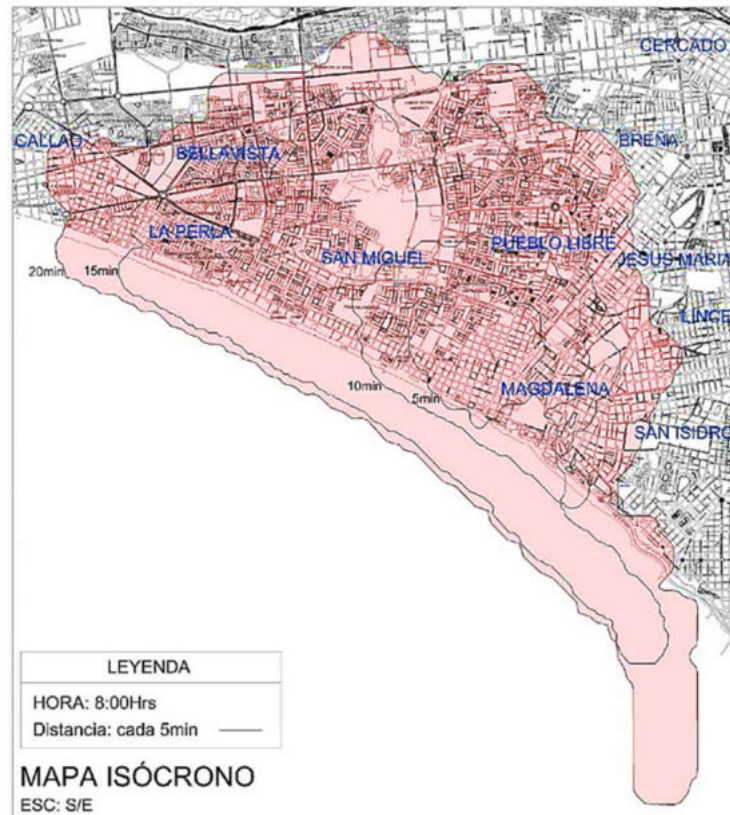 CERCADO
CALLAO
BREÑA
BELLAVISTA
LA PERLA
SAN MIGUEL
PUEBLO LIBRE
JESUS MARIA
20min
15min
LINCE
10min
5min
MAGDALENA
SAN ISIDRO
LEYENDA
HORA: 8:00Hrs
Distancia: cada 5min
MAPA ISÓCRONO
ESC: S/E